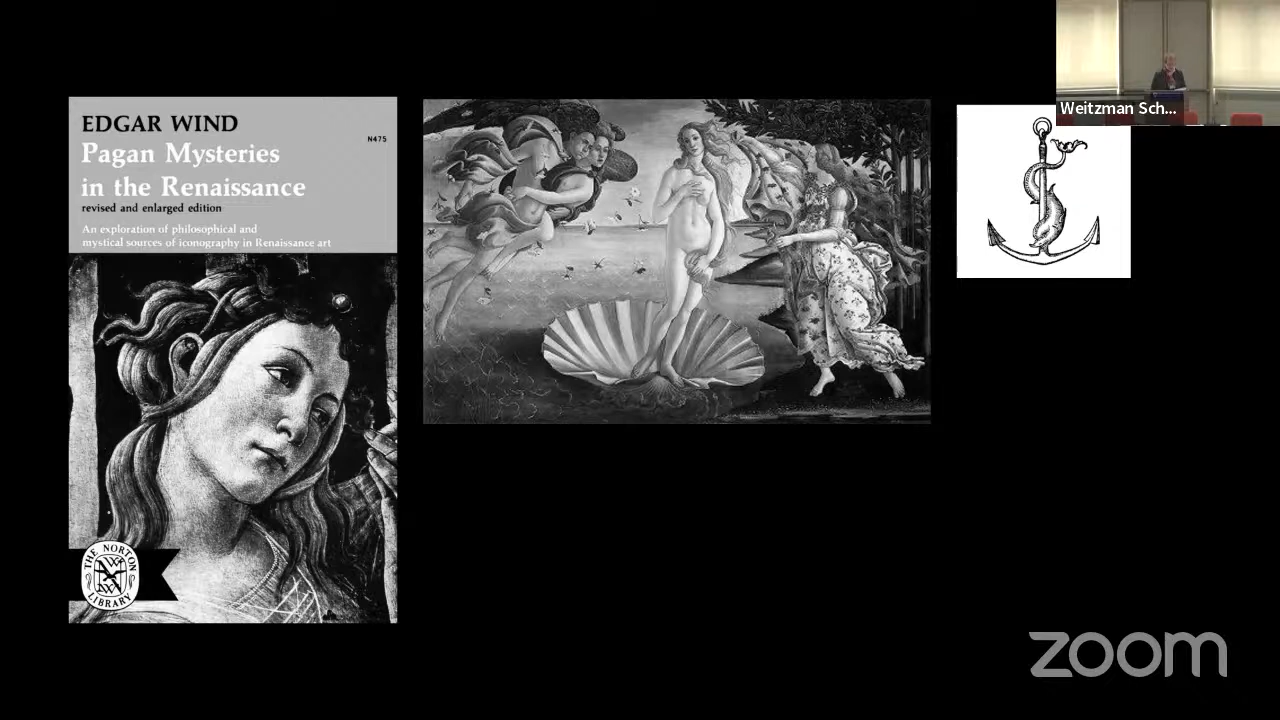 EDGAR WIND
N475
Pagan Mysteries
in the Renaissance
revised and enlarged edition
An exploration of philosophical and
mystical sources of iconography in Renaissance art
THE NORTON
LIBRARY
Weitzman Sch...
zoom